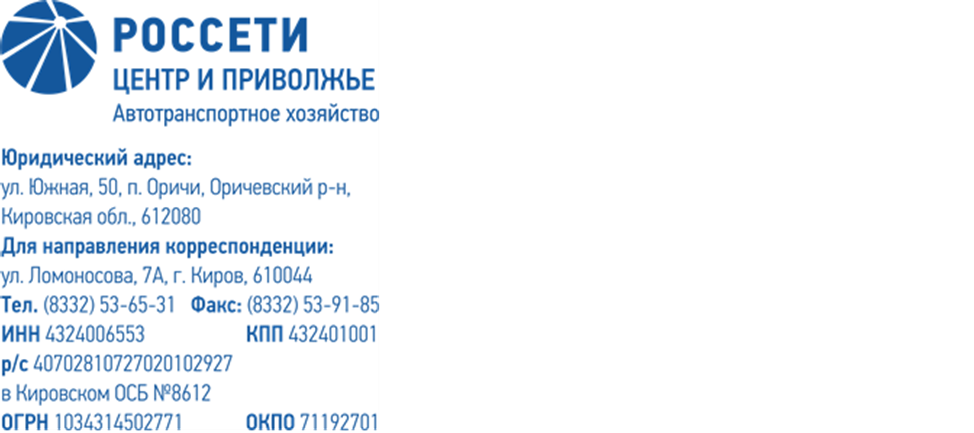 РОССЕТИ
ЦЕНТР И ПРИВОЛЖЬЕ
Автотранспортное хозяйство
Юридический адрес:
ул. Южная, 50, п. Оричи, Оричевский р-н,
Кировская обл., 612080
Для направления корреспонденции:
ул. Ломоносова, 7А, г. Киров, 610044
Тел. (8332) 53-65-31 Факс: (8332) 53-91-85
ИНН 4324006553 КПП 432401001
р/с 40702810727020102927
в Кировском ОСБ №8612
ОГРН 1034314502771 ОКПО 71192701